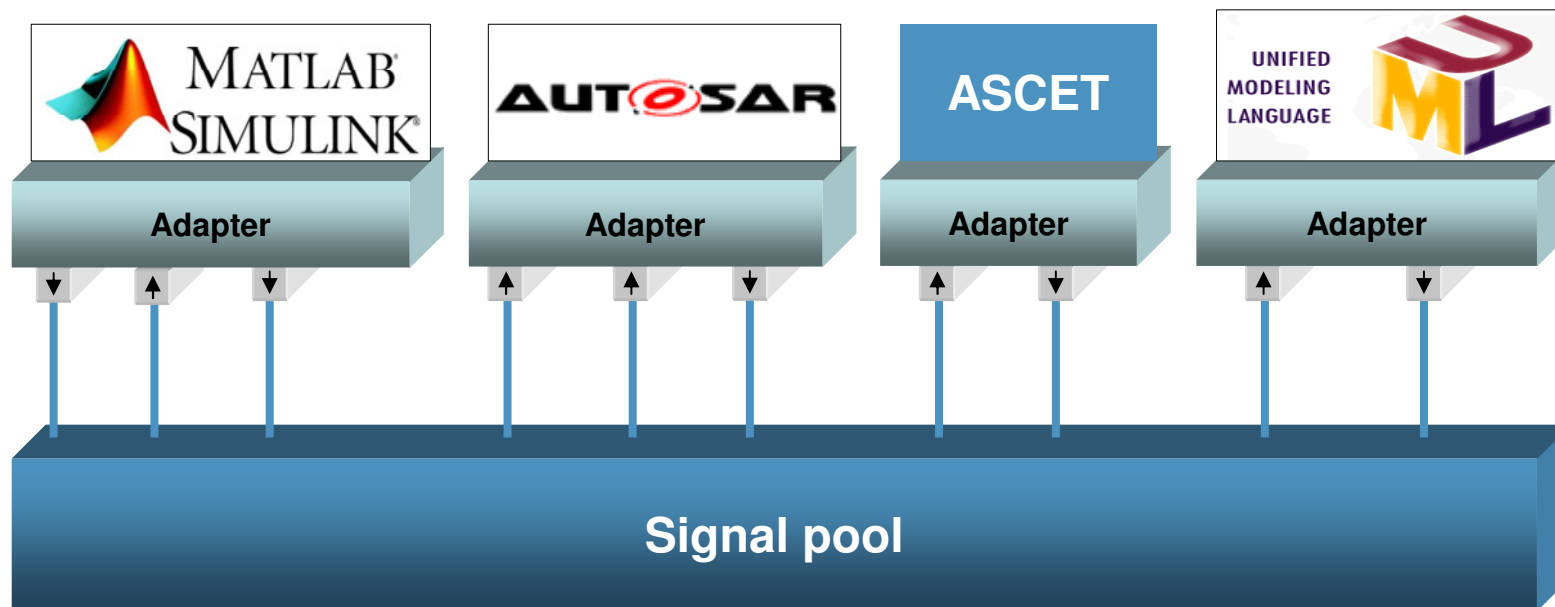 MATLAB®
SIMULINK®
AUTOSAR
ASCET
UNIFIED
MODELING
LANGUAGE
UML
Adapter
Adapter
Adapter
Adapter
Signal pool